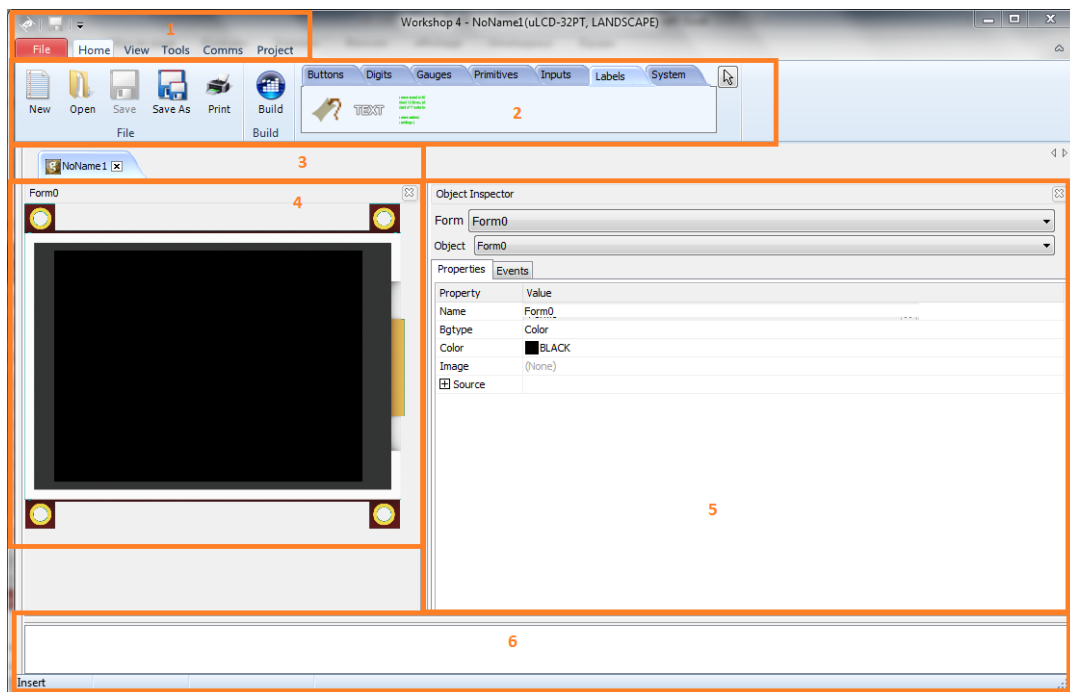 Workshop 4 - NoName1(uLCD-32PT, LANDSCAPE)
1
File Home View Tools Comms Project
Buttons Digits Gauges Primitives Inputs Labels System
New Open Save Save As Print Build
TEXT
2
File Build
NoName1
3
Form0
4
Object Inspector
Form Form0
Object Form0
Properties Events
Property Value
Name Form0
Bgtype Color
Color BLACK
Image (None)
Source
5
6
Insert